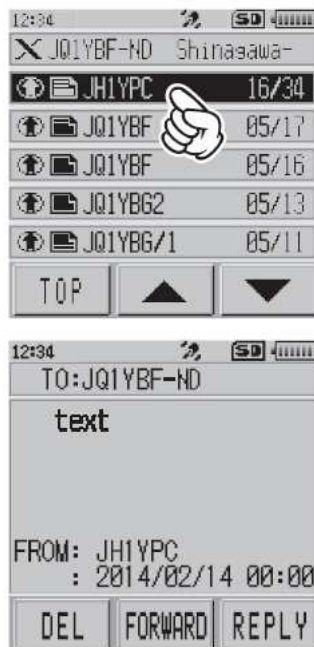 12:34 SD
JQ1YBF-ND Shinagawa-
JH1YPC 16/34
JQ1YBF 05/17
JQ1YBF 05/16
JQ1YBG2 05/13
JQ1YBG/1 05/11
TOP
12:34 SD
TO:JQ1YBF-ND
text
FROM: JH1YPC
: 2014/02/14 00:00
DEL FORWARD REPLY